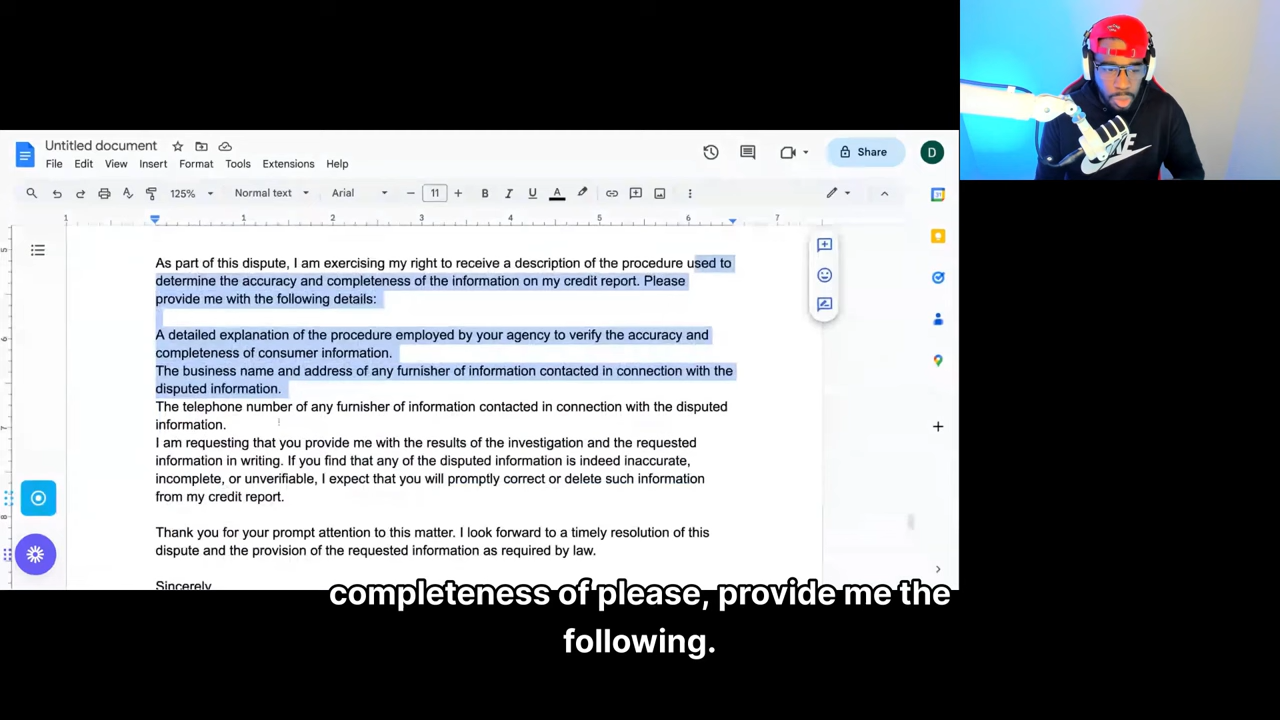 Untitled document
File Edit View Insert Format Tools Extensions Help
Share
D
125% Normal text Arial 11 B I U A
1 1 2 3 4 5 6 7
As part of this dispute, I am exercising my right to receive a description of the procedure used to
determine the accuracy and completeness of the information on my credit report. Please
provide me with the following details:
A detailed explanation of the procedure employed by your agency to verify the accuracy and
completeness of consumer information.
The business name and address of any furnisher of information contacted in connection with the
disputed information.
The telephone number of any furnisher of information contacted in connection with the disputed
information.
I am requesting that you provide me with the results of the investigation and the requested
information in writing. If you find that any of the disputed information is indeed inaccurate,
incomplete, or unverifiable, I expect that you will promptly correct or delete such information
from my credit report.
Thank you for your prompt attention to this matter. I look forward to a timely resolution of this
dispute and the provision of the requested information as required by law.
Sincerely
completeness of please, provide me the
following.